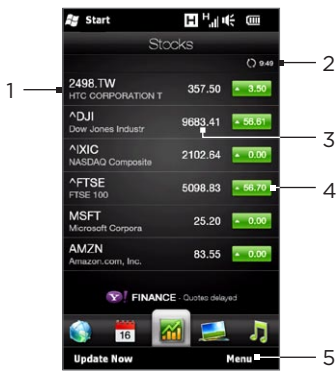 Start
Stocks
9:49
2498.TW
HTC CORPORATION T
357.50
3.50
^DJI
Dow Jones Industr
9683.41
56.61
^IXIC
NASDAQ Composite
2102.64
0.00
^FTSE
FTSE 100
5098.83
56.70
MSFT
Microsoft Corpora
25.20
0.00
AMZN
Amazon.com, Inc.
83.55
0.00
Y! FINANCE - Quotes delayed
16
Update Now
Menu
1
2
3
4
5